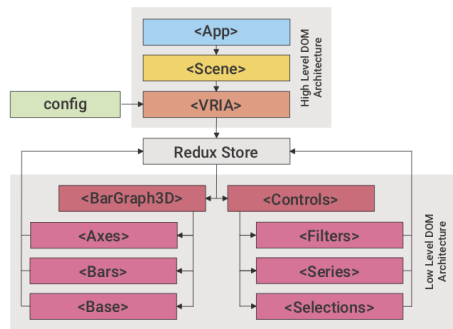 <App>
<Scene>
config
<VRIA>
High Level DOM
Architecture
Redux Store
<BarGraph3D>
<Controls>
<Axes>
<Filters>
<Bars>
<Series>
<Base>
<Selections>
Low Level DOM
Architecture